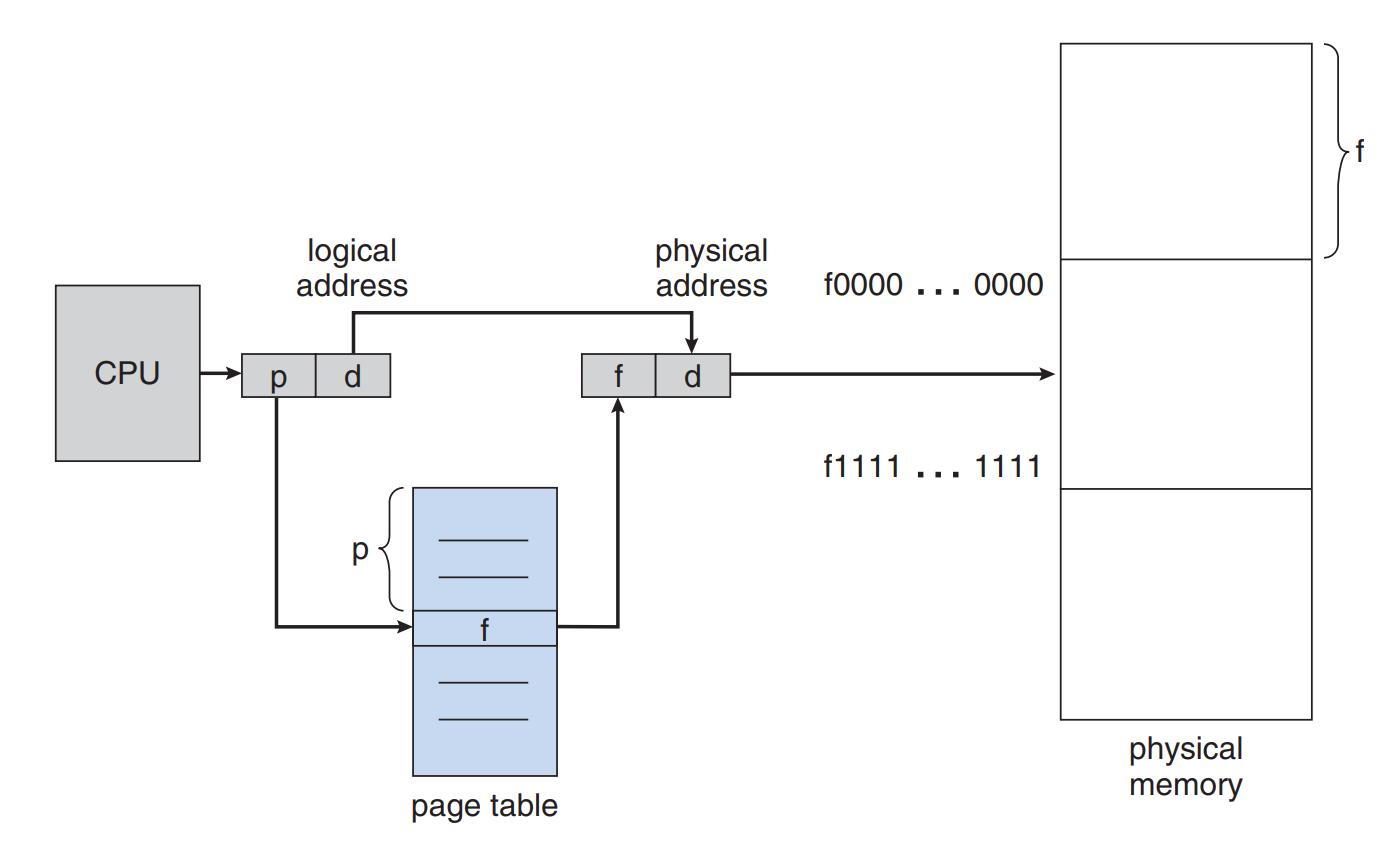 f
logical
address
physical
address
f0000 ... 0000
CPU
p
d
f
d
f1111 ... 1111
p
f
page table
physical
memory